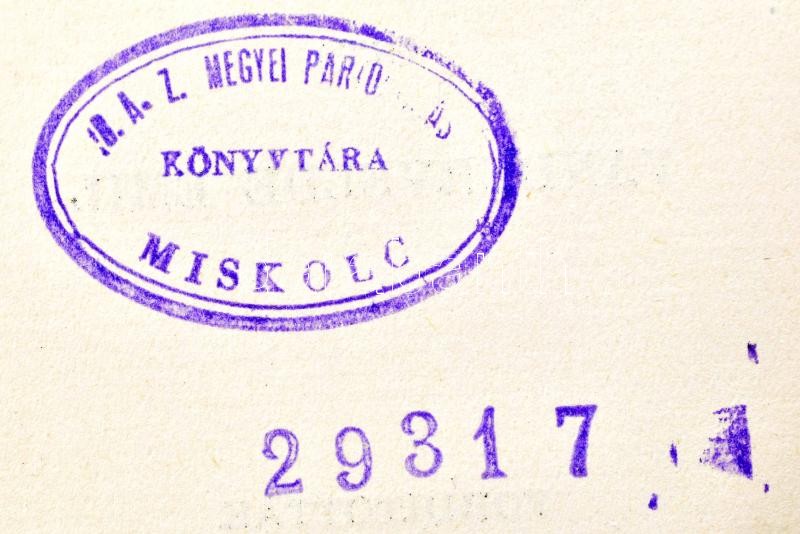 B. A. Z. MEGYEI
KÖNYVTÁRA
MISKOLC
29317